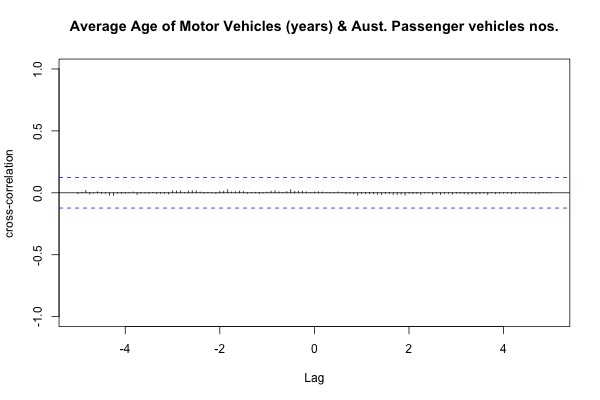 Average Age of Motor Vehicles (years) & Aust. Passenger vehicles nos.
cross-correlation
1.0
0.5
0.0
-0.5
-1.0
-4 -2 0 2 4
Lag